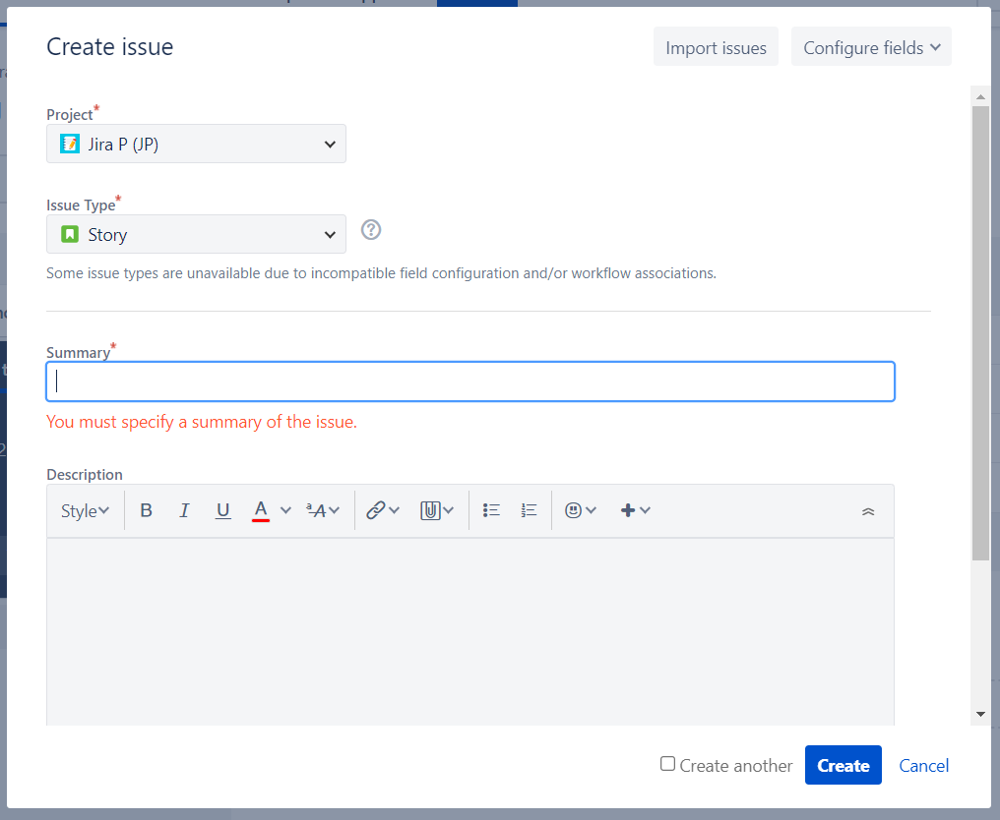 Create issue
Import issues
Configure fields
Project*
Jira P (JP)
Issue Type*
Story
Some issue types are unavailable due to incompatible field configuration and/or workflow associations.
Summary*
You must specify a summary of the issue.
Description
Style B I U A ªA
Create another
Create
Cancel